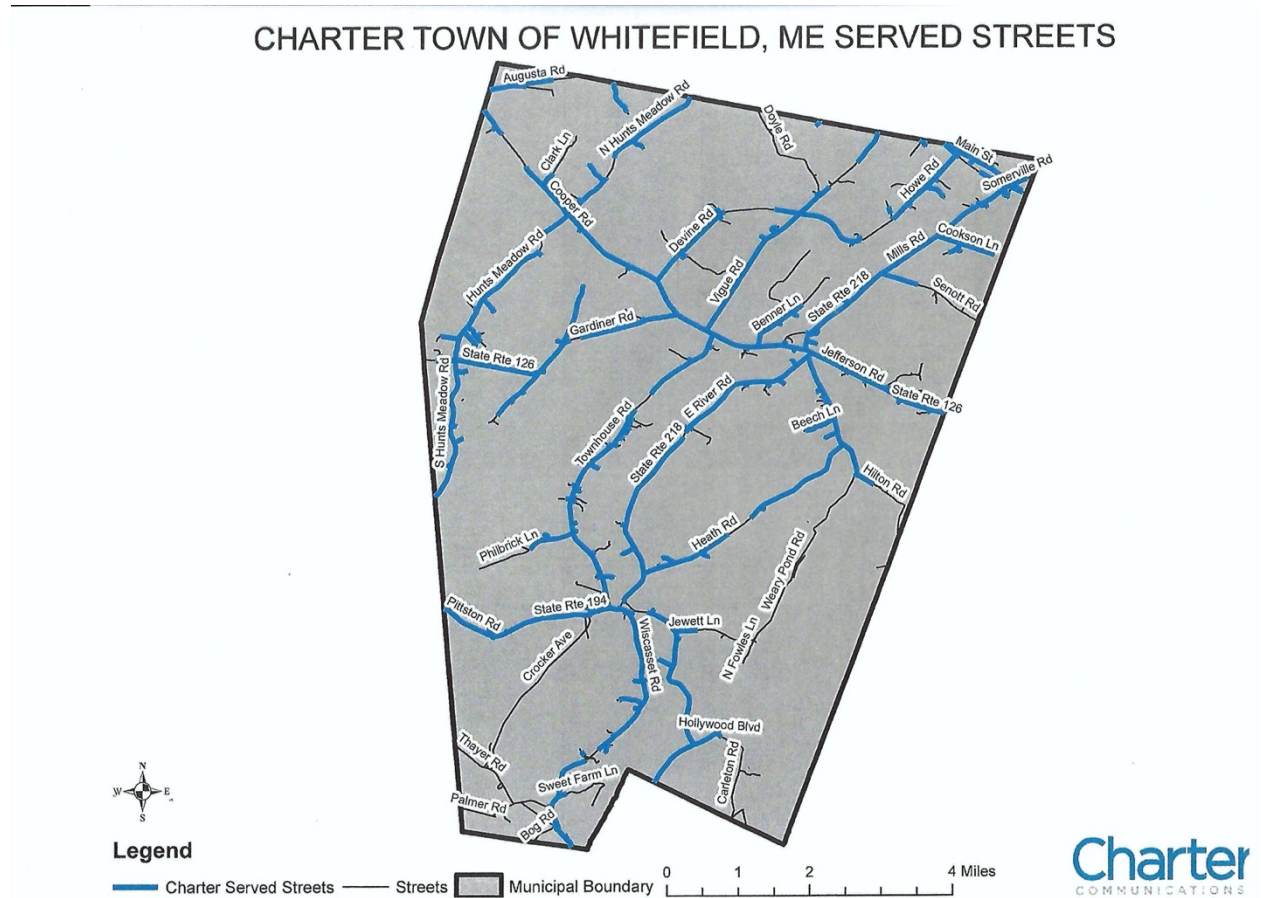 CHARTER TOWN OF WHITEFIELD, ME SERVED STREETS
Augusta Rd
N Hunts Meadow Rd
Doyle Rd
Clark Ln
Main St
Somerville Rd
Howe Rd
Cooper Rd
Devine Rd
Cookson Ln
Mills Rd
Hunts Meadow Rd
Vigue Rd
Senott Rd
State Rte 218
Benner Ln
Gardiner Rd
State Rte 126
Jefferson Rd
State Rte 126
S Hunts Meadow Rd
E River Rd
Townhouse Rd
State Rte 218
Beech Ln
Hilton Rd
Heath Rd
Philbrick Ln
Weary Pond Rd
State Rte 194
Pittston Rd
Jewett Ln
Wiscasset Rd
N Fowles Ln
Crocker Ave
Hollywood Blvd
Thayer Rd
Carleton Rd
Sweet Farm Ln
Palmer Rd
Bog Rd
N
W E
S
Legend
Charter Served Streets
Streets
Municipal Boundary
0 1 2 4 Miles
Charter
COMMUNICATIONS